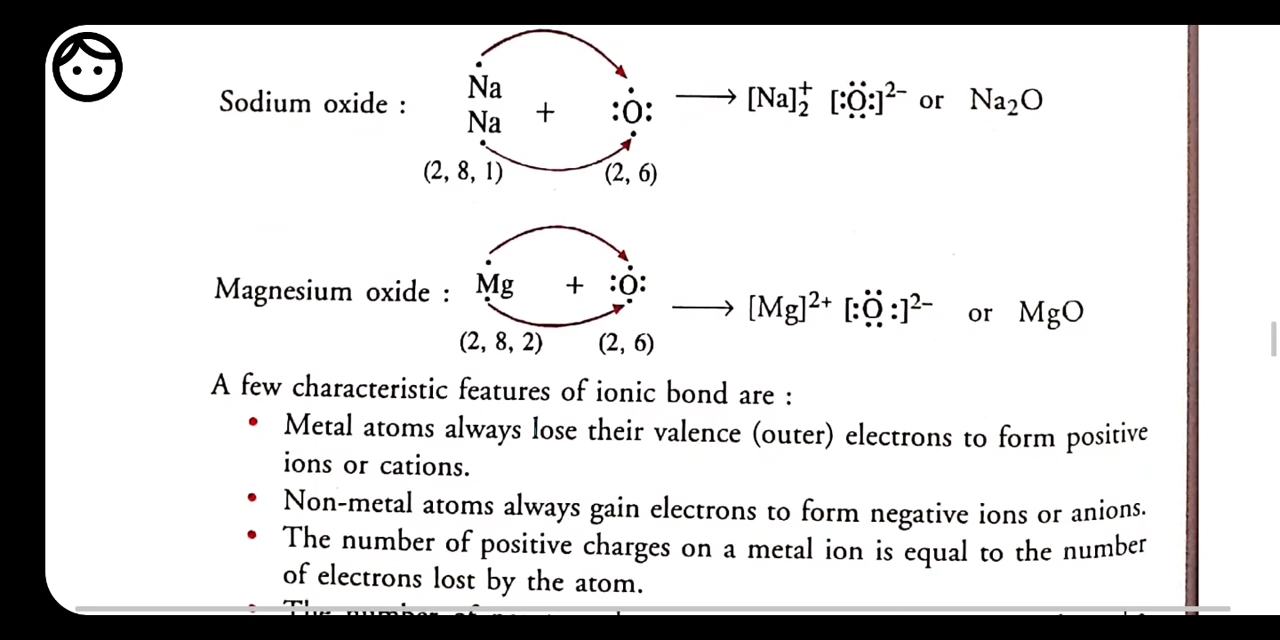 Sodium oxide : Na Na + :O: ⟶ [Na]₂⁺ [:O:]²⁻ or Na₂O
(2, 8, 1) (2, 6)
Magnesium oxide : Mg + :O: ⟶ [Mg]²⁺ [:O:]²⁻ or MgO
(2, 8, 2) (2, 6)
A few characteristic features of ionic bond are :
• Metal atoms always lose their valence (outer) electrons to form positive
ions or cations.
• Non-metal atoms always gain electrons to form negative ions or anions.
• The number of positive charges on a metal ion is equal to the number
of electrons lost by the atom.
• The number of